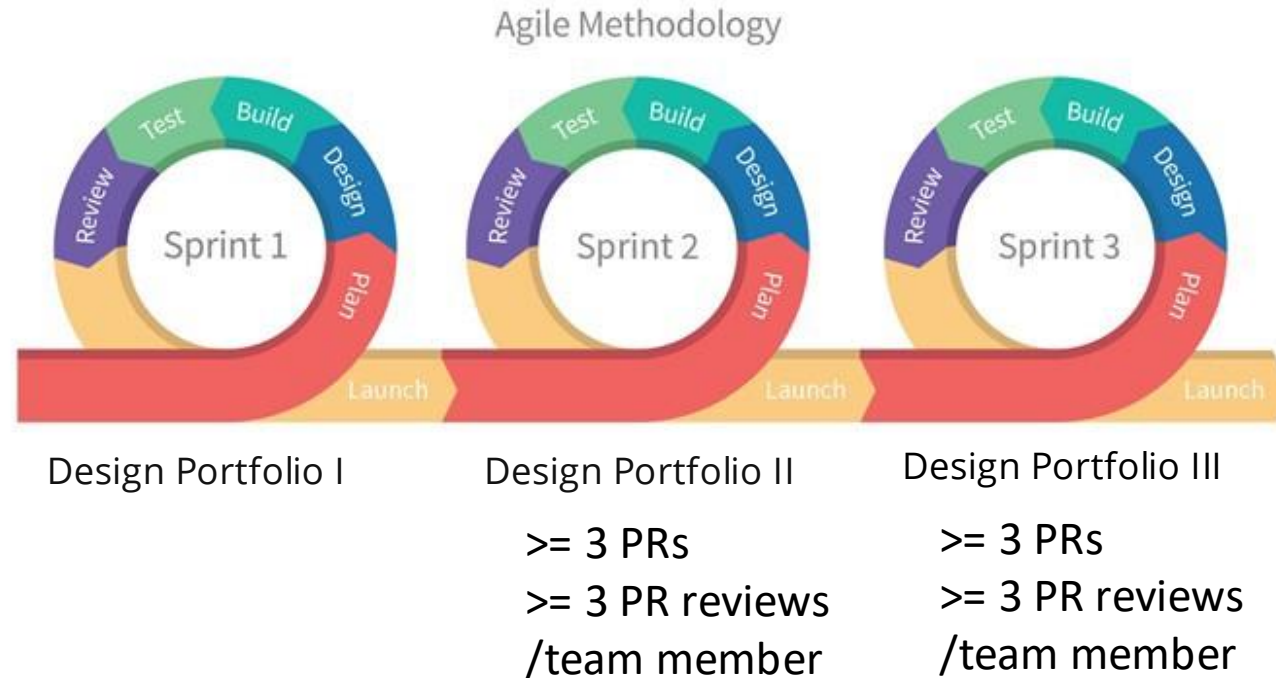 Agile Methodology
Test
Build
Review
Design
Sprint 1
Plan
Launch
Test
Build
Review
Design
Sprint 2
Plan
Launch
Test
Build
Review
Design
Sprint 3
Plan
Launch
Design Portfolio I
Design Portfolio II
>= 3 PRs
>= 3 PR reviews
/team member
Design Portfolio III
>= 3 PRs
>= 3 PR reviews
/team member